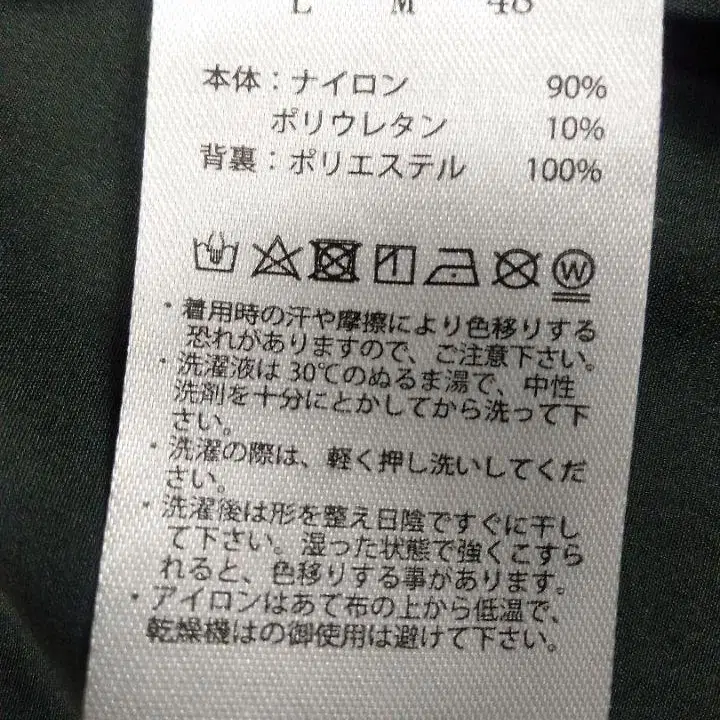 L M 48
本体：ナイロン 90%
ポリウレタン 10%
背裏：ポリエステル 100%
W
・着用時の汗や摩擦により色移りする
恐れがありますので、ご注意下さい。
・洗濯液は 30℃のぬるま湯で、中性
洗剤を十分にとかしてから洗って下
さい。
・洗濯の際は、軽く押し洗いしてくだ
さい。
・洗濯後は形を整え日陰ですぐに干し
て下さい。湿った状態で強くこすら
れると、色移りする事があります。
・アイロンはあて布の上から低温で、
乾燥機はの御使用は避けて下さい。